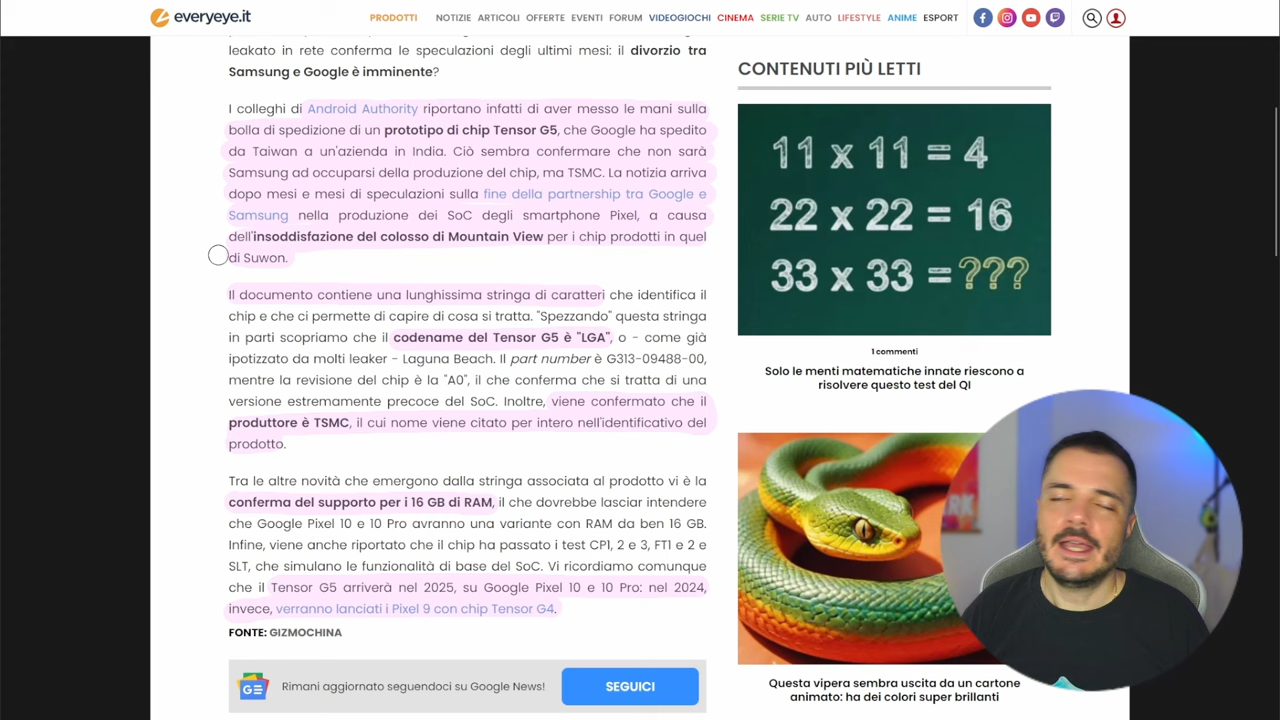 everyeye.it
PRODOTTI NOTIZIE ARTICOLI OFFERTE EVENTI FORUM VIDEOGIOCHI CINEMA SERIE TV AUTO LIFESTYLE ANIME ESPORT
leakato in rete conferma le speculazioni degli ultimi mesi: il divorzio tra
Samsung e Google è imminente?
I colleghi di Android Authority riportano infatti di aver messo le mani sulla
bolla di spedizione di un prototipo di chip Tensor G5, che Google ha spedito
da Taiwan a un'azienda in India. Ciò sembra confermare che non sarà
Samsung ad occuparsi della produzione del chip, ma TSMC. La notizia arriva
dopo mesi e mesi di speculazioni sulla fine della partnership tra Google e
Samsung nella produzione dei SoC degli smartphone Pixel, a causa
dell'insoddisfazione del colosso di Mountain View per i chip prodotti in quel
di Suwon.
Il documento contiene una lunghissima stringa di caratteri che identifica il
chip e che ci permette di capire di cosa si tratta. "Spezzando" questa stringa
in parti scopriamo che il codename del Tensor G5 è "LGA", o - come già
ipotizzato da molti leaker - Laguna Beach. Il part number è G313-09488-00,
mentre la revisione del chip è la "A0", il che conferma che si tratta di una
versione estremamente precoce del SoC. Inoltre, viene confermato che il
produttore è TSMC, il cui nome viene citato per intero nell'identificativo del
prodotto.
Tra le altre novità che emergono dalla stringa associata al prodotto vi è la
conferma del supporto per i 16 GB di RAM, il che dovrebbe lasciar intendere
che Google Pixel 10 e 10 Pro avranno una variante con RAM da ben 16 GB.
Infine, viene anche riportato che il chip ha passato i test CP1, 2 e 3, FT1 e 2 e
SLT, che simulano le funzionalità di base del SoC. Vi ricordiamo comunque
che il Tensor G5 arriverà nel 2025, su Google Pixel 10 e 10 Pro: nel 2024,
invece, verranno lanciati i Pixel 9 con chip Tensor G4.
FONTE: GIZMOCHINA
GE Rimani aggiornato seguendoci su Google News! SEGUICI
CONTENUTI PIÙ LETTI
11 x 11 = 4
22 x 22 = 16
33 x 33 = ???
1 commenti
Solo le menti matematiche innate riescono a
risolvere questo test del QI
Questa vipera sembra uscita da un cartone
animato: ha dei colori super brillanti